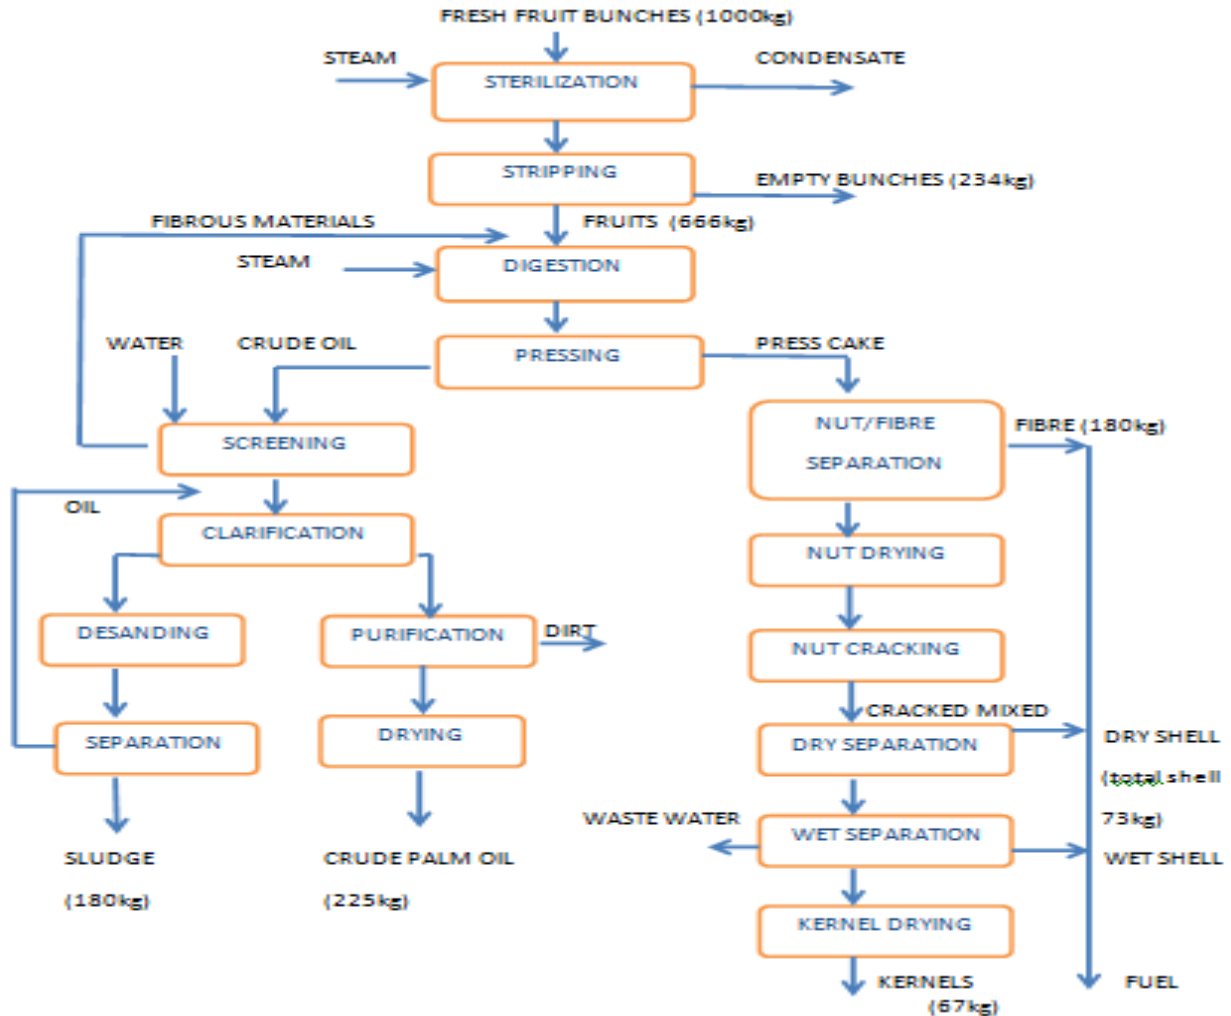 FRESH FRUIT BUNCHES (1000kg)
STEAM
CONDENSATE
STERILIZATION
STRIPPING
EMPTY BUNCHES (234kg)
FIBROUS MATERIALS
FRUITS (666kg)
STEAM
DIGESTION
WATER
CRUDE OIL
PRESSING
PRESS CAKE
NUT/FIBRE
SEPARATION
FIBRE (180kg)
SCREENING
OIL
CLARIFICATION
NUT DRYING
DESANDING
PURIFICATION
DIRT
NUT CRACKING
CRACKED MIXED
SEPARATION
DRYING
DRY SEPARATION
DRY SHELL
(total shell
73kg)
WASTE WATER
WET SEPARATION
WET SHELL
SLUDGE
(180kg)
CRUDE PALM OIL
(225kg)
KERNEL DRYING
KERNELS
(67kg)
FUEL